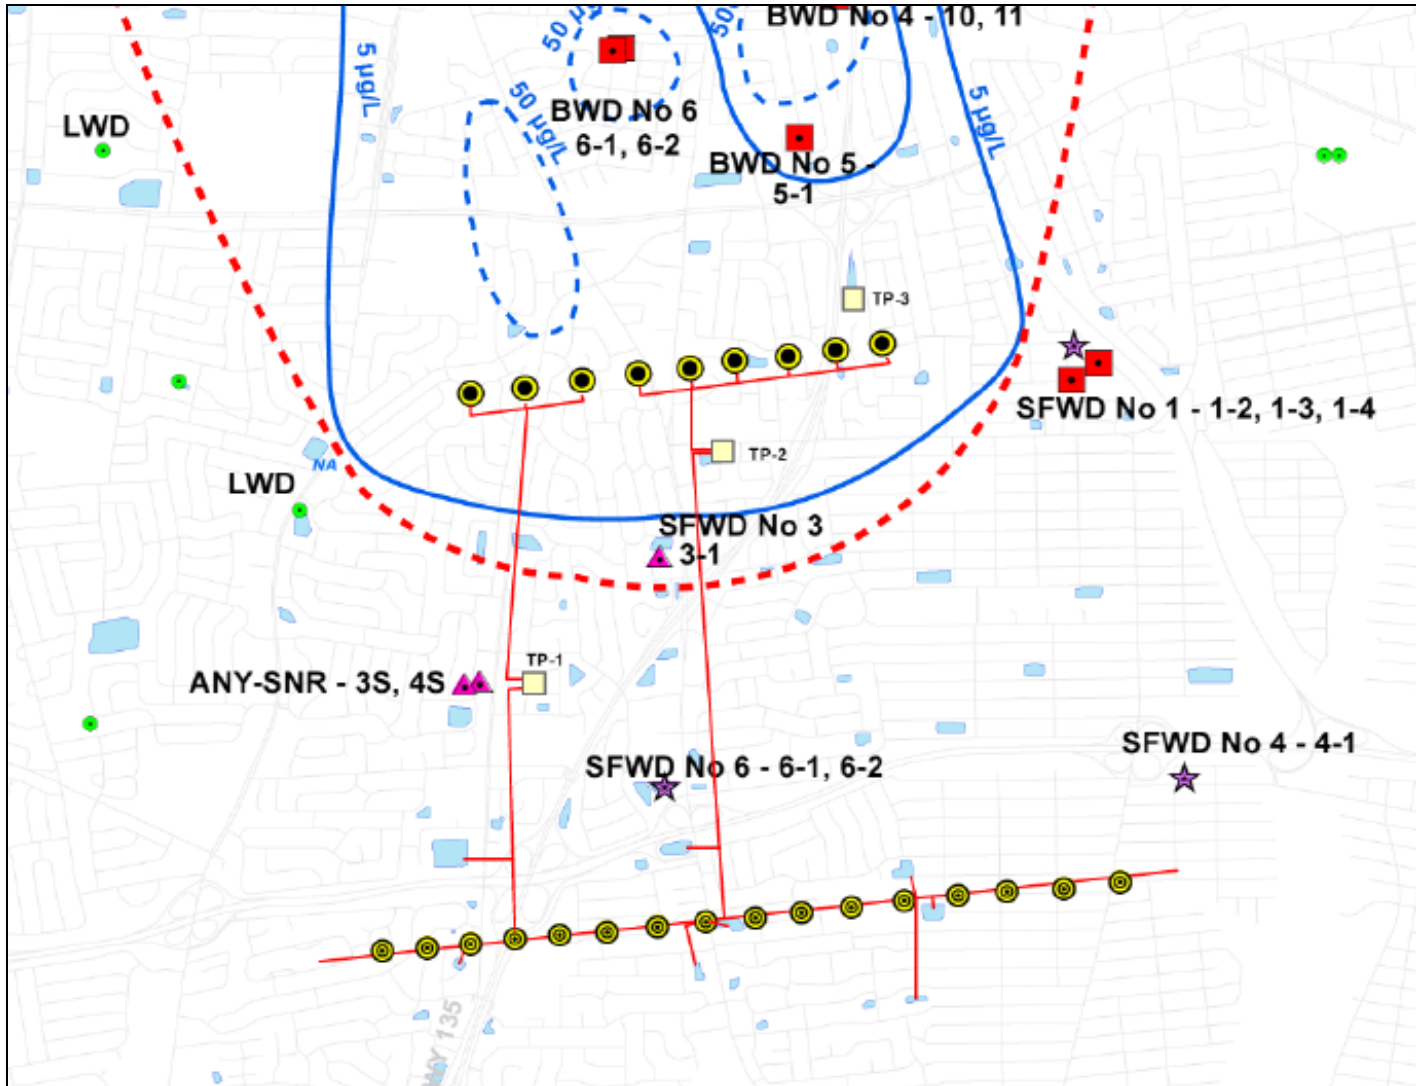 BWD No 4 - 10, 11
50 µg
50
5 µg/L
50 µg/L
BWD No 6
6-1, 6-2
5 µg/L
LWD
BWD No 5 -
5-1
TP-3
SFWD No 1 - 1-2, 1-3, 1-4
TP-2
NA
LWD
SFWD No 3
3-1
TP-1
ANY-SNR - 3S, 4S
SFWD No 4 - 4-1
SFWD No 6 - 6-1, 6-2
WY 135